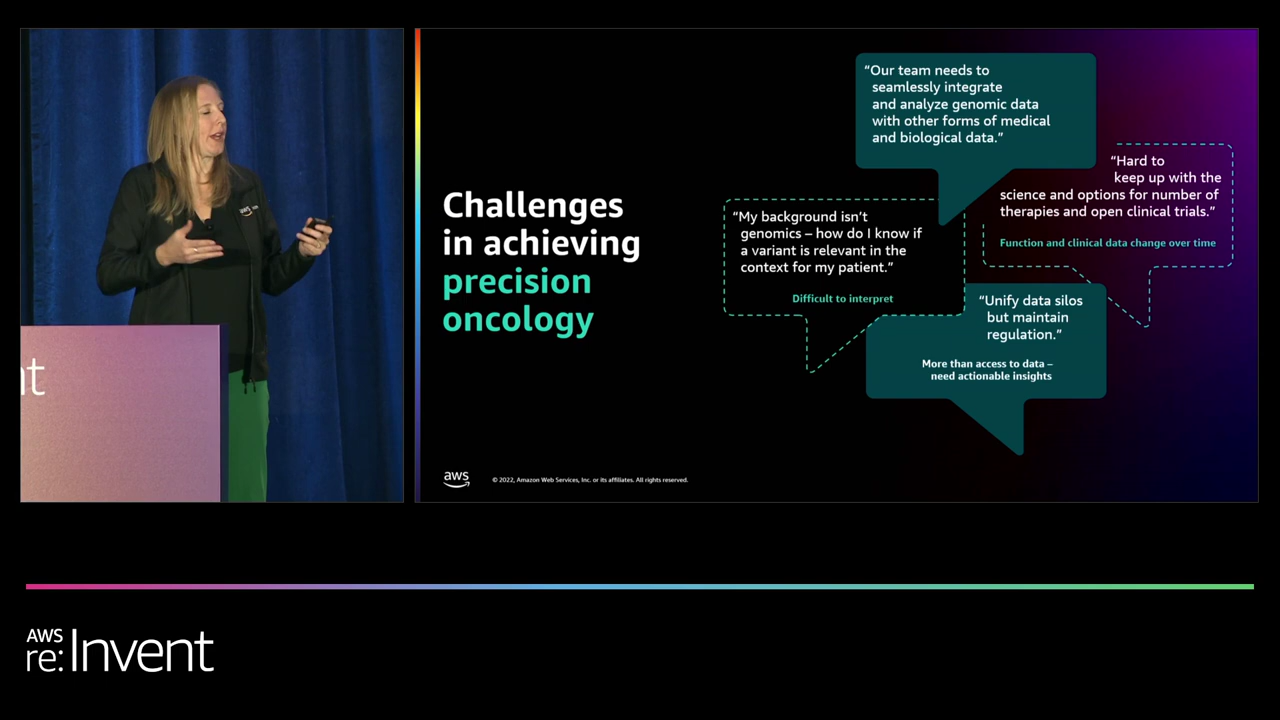 Challenges
in achieving
precision
oncology
“Our team needs to
seamlessly integrate
and analyze genomic data
with other forms of medical
and biological data.”
“My background isn’t
genomics – how do I know if
a variant is relevant in the
context for my patient.”
Difficult to interpret
“Hard to
keep up with the
science and options for number of
therapies and open clinical trials.”
Function and clinical data change over time
“Unify data silos
but maintain
regulation.”
More than access to data –
need actionable insights
aws
© 2022, Amazon Web Services, Inc. or its affiliates. All rights reserved.
nt
aws
AWS
re:Invent